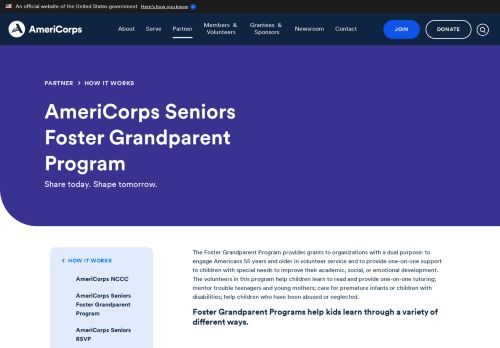 An official website of the United States government Here's how you know
AmeriCorps
About Serve Partner Members & Volunteers Grantees & Sponsors Newsroom Contact JOIN DONATE
PARTNER > HOW IT WORKS
AmeriCorps Seniors
Foster Grandparent
Program
Share today. Shape tomorrow.
< HOW IT WORKS
AmeriCorps NCCC
AmeriCorps Seniors
Foster Grandparent
Program
AmeriCorps Seniors
RSVP
The Foster Grandparent Program provides grants to organizations with a dual purpose: to
engage Americans 55 years and older in volunteer service and to provide one-on-one support
to children with special needs to improve their academic, social, or emotional development.
The volunteers in this program help children learn to read and provide one-on-one tutoring;
mentor trouble teenagers and young mothers; care for premature infants or children with
disabilities; help children who have been abused or neglected.
Foster Grandparent Programs help kids learn through a variety of
different ways.